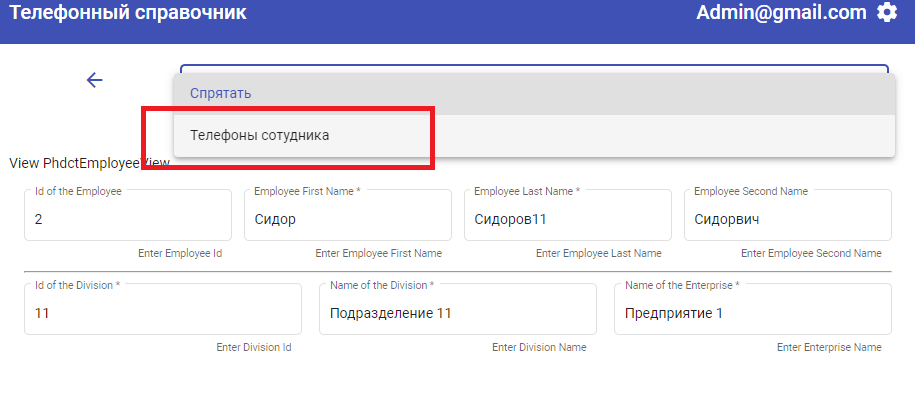 Телефонный справочник Admin@gmail.com
Спрятать
Телефоны сотудника
View PhdctEmployeeView
Id of the Employee Employee First Name * Employee Last Name * Employee Second Name
2 Сидор Сидоров11 Сидорвич
Enter Employee Id Enter Employee First Name Enter Employee Last Name Enter Employee Second Name
Id of the Division * Name of the Division * Name of the Enterprise *
11 Подразделение 11 Предприятие 1
Enter Division Id Enter Division Name Enter Enterprise Name